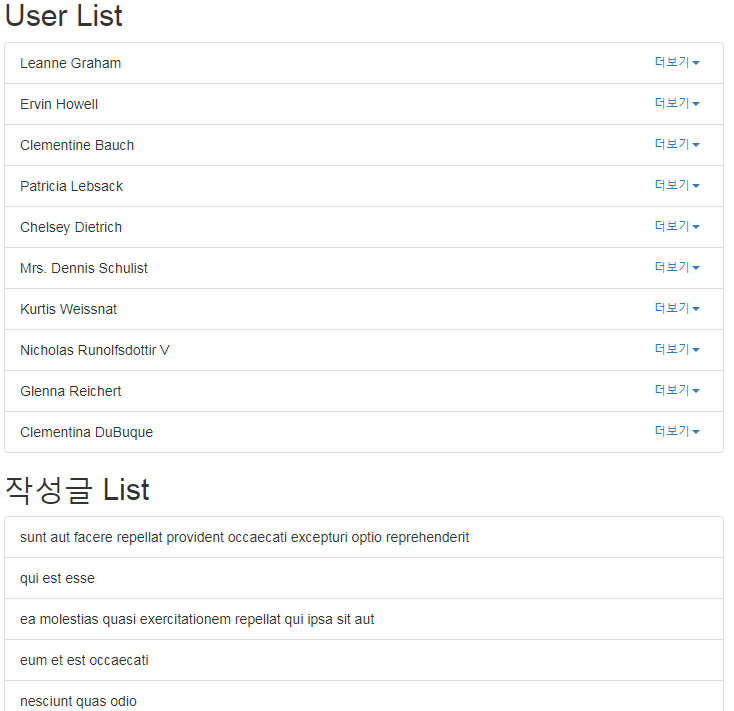 User List
Leanne Graham 더보기
Ervin Howell 더보기
Clementine Bauch 더보기
Patricia Lebsack 더보기
Chelsey Dietrich 더보기
Mrs. Dennis Schulist 더보기
Kurtis Weissnat 더보기
Nicholas Runolfsdottir V 더보기
Glenna Reichert 더보기
Clementina DuBuque 더보기
작성글 List
sunt aut facere repellat provident occaecati excepturi optio reprehenderit
qui est esse
ea molestias quasi exercitationem repellat qui ipsa sit aut
eum et est occaecati
nesciunt quas odio